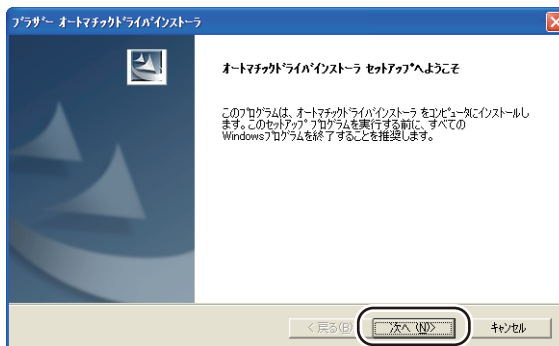 ブラザー オートマチックドライバインストーラ
オートマチックドライバインストーラ セットアップへようこそ
このプログラムは、オートマチックドライバインストーラ をコンピュータにインストールし
ます。このセットアップ プログラムを実行する前に、すべての
Windowsプログラムを終了することを推奨します。
< 戻る(B)
次へ (N)>
キャンセル